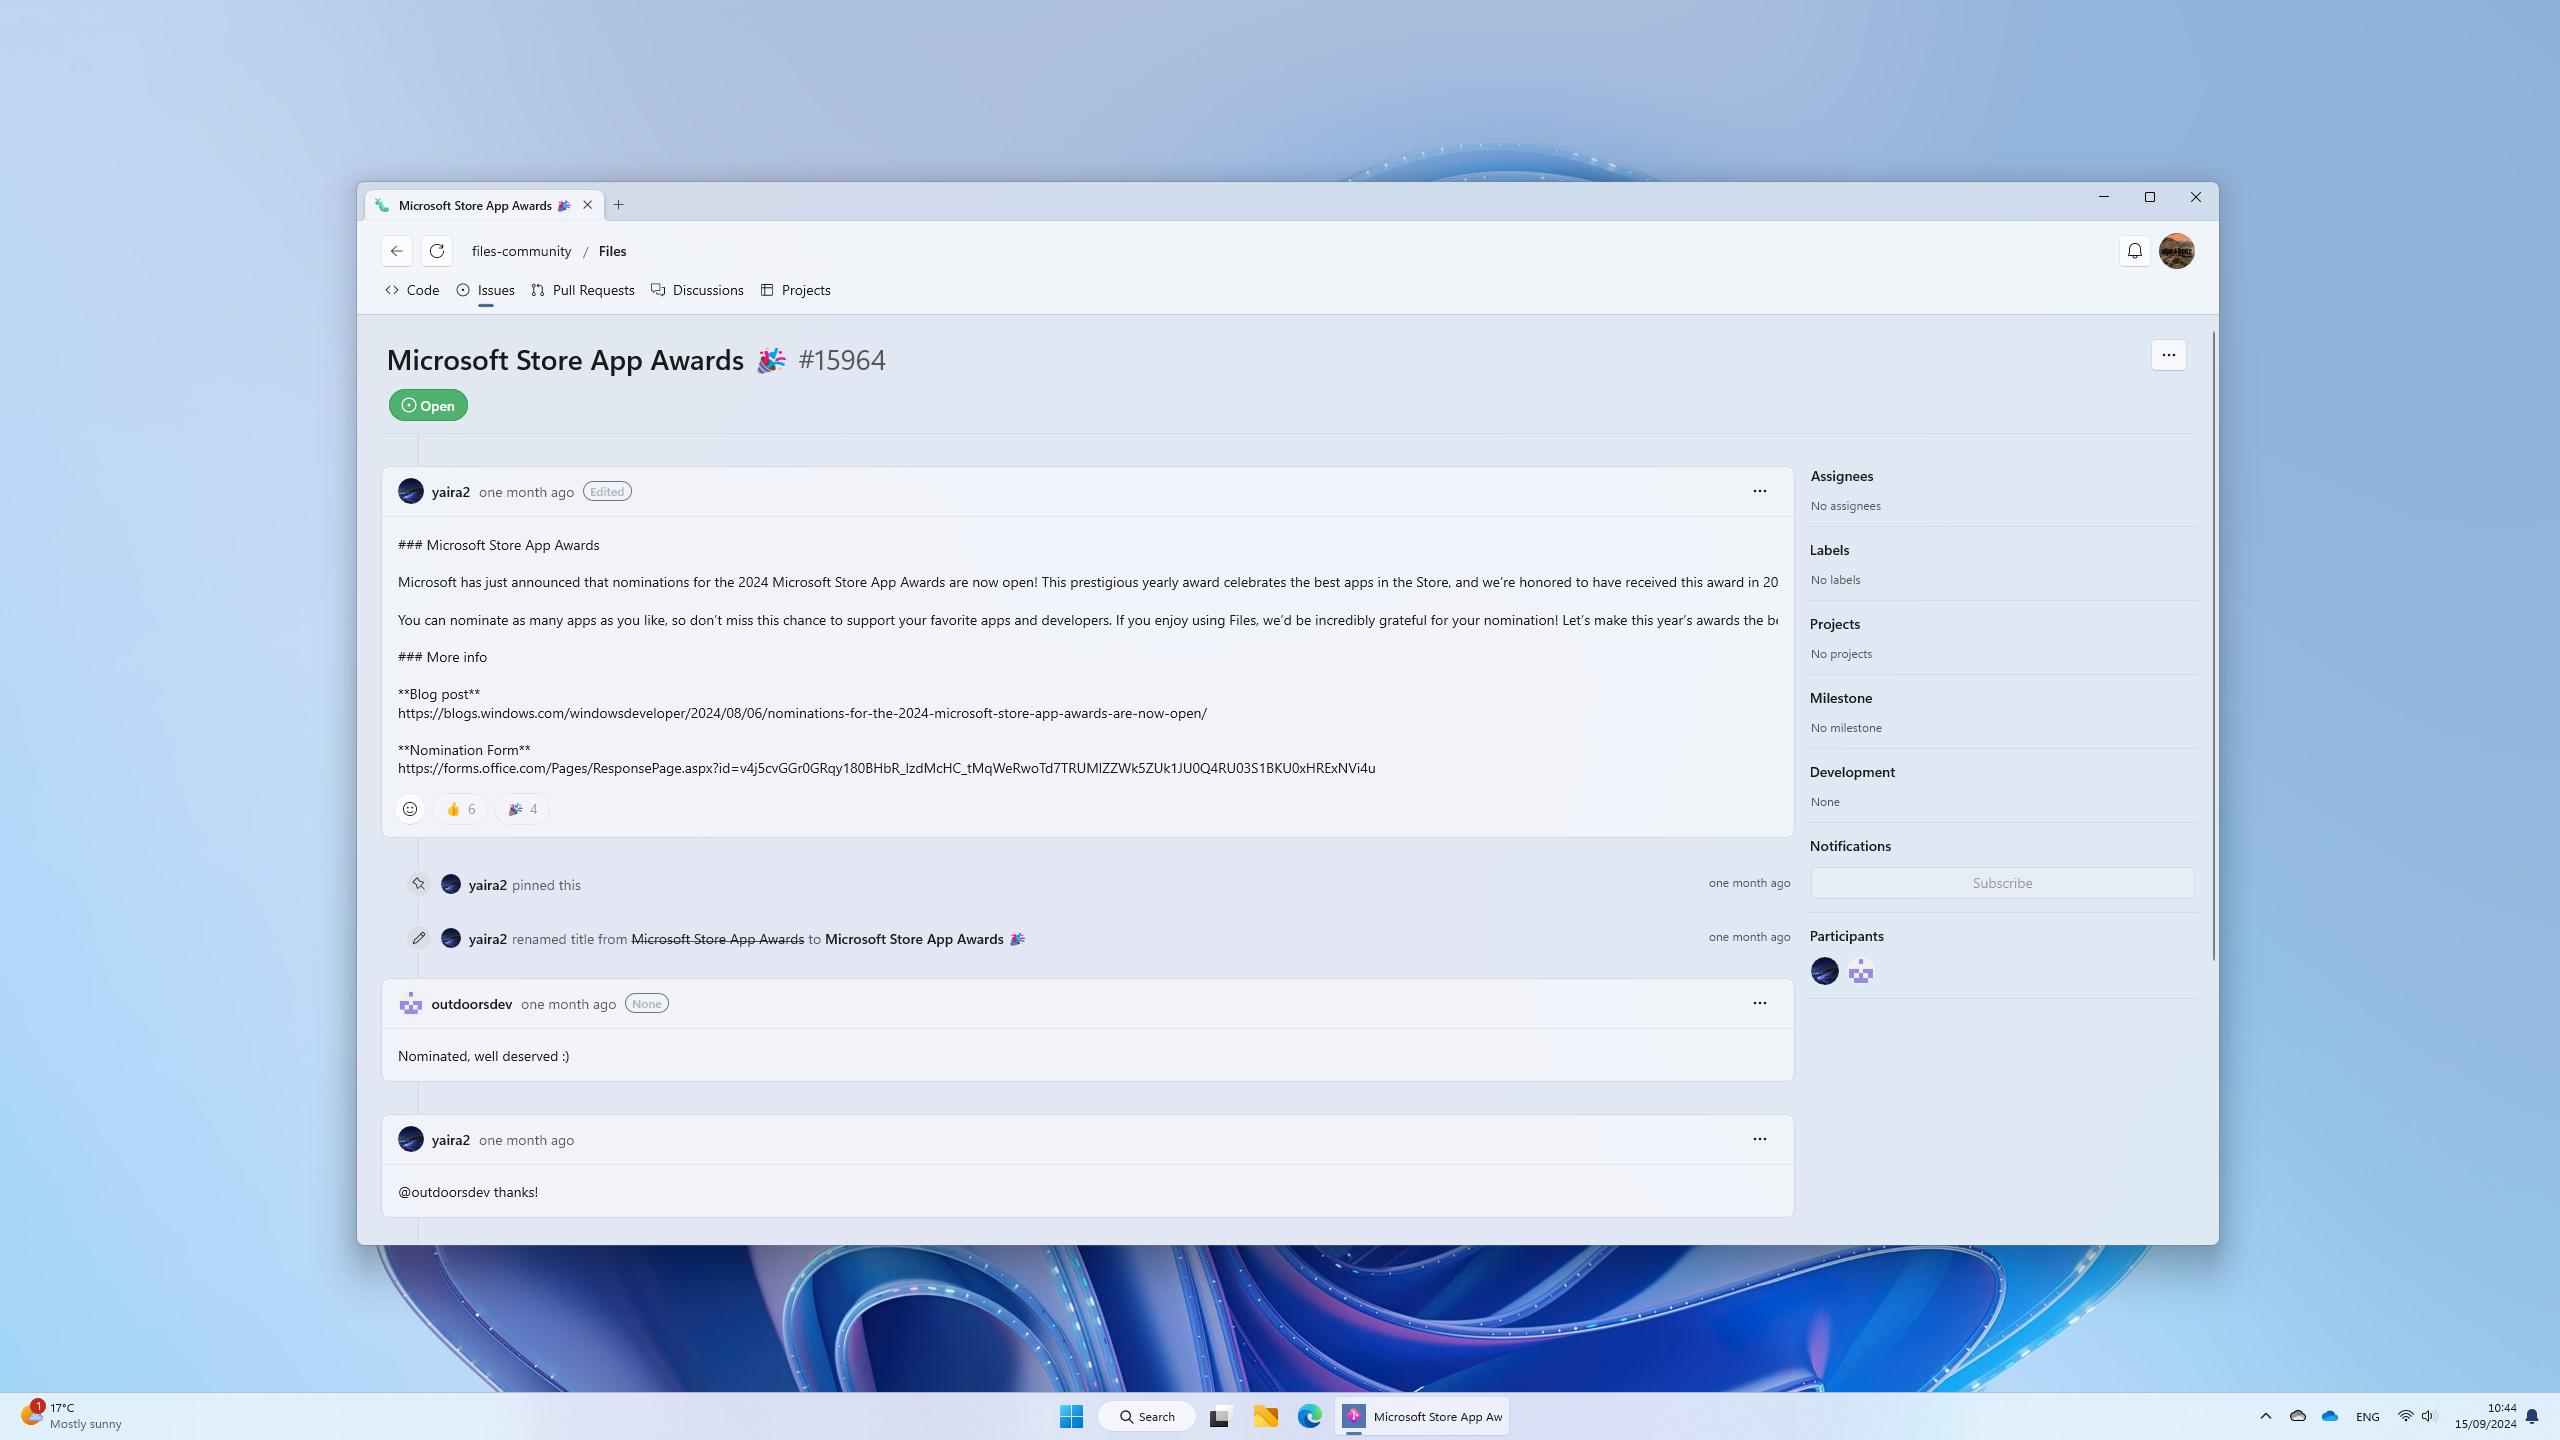 Microsoft Store App Awards 🎉
files-community / Files
Code Issues Pull Requests Discussions Projects
Microsoft Store App Awards 🎉 #15964
Open
yaira2 one month ago Edited
### Microsoft Store App Awards
Microsoft has just announced that nominations for the 2024 Microsoft Store App Awards are now open! This prestigious yearly award celebrates the best apps in the Store, and we’re honored to have received this award in 20
You can nominate as many apps as you like, so don’t miss this chance to support your favorite apps and developers. If you enjoy using Files, we’d be incredibly grateful for your nomination! Let’s make this year’s awards the be
### More info
**Blog post**
https://blogs.windows.com/windowsdeveloper/2024/08/06/nominations-for-the-2024-microsoft-store-app-awards-are-now-open/
**Nomination Form**
https://forms.office.com/Pages/ResponsePage.aspx?id=v4j5cvGGr0GRqy180BHbR_lzdMcHC_tMqWeRwoTd7TRUMlZZWk5ZUk1JU0Q4RU03S1BKU0xHRExNVi4u
👍 6 🎉 4
yaira2 pinned this one month ago
yaira2 renamed title from Microsoft Store App Awards to Microsoft Store App Awards 🎉 one month ago
outdoorsdev one month ago None
Nominated, well deserved :)
yaira2 one month ago
@outdoorsdev thanks!
Assignees
No assignees
Labels
No labels
Projects
No projects
Milestone
No milestone
Development
None
Notifications
Subscribe
Participants
1
17°C
Mostly sunny
Search
Microsoft Store App Aw
ENG
10:44
15/09/2024